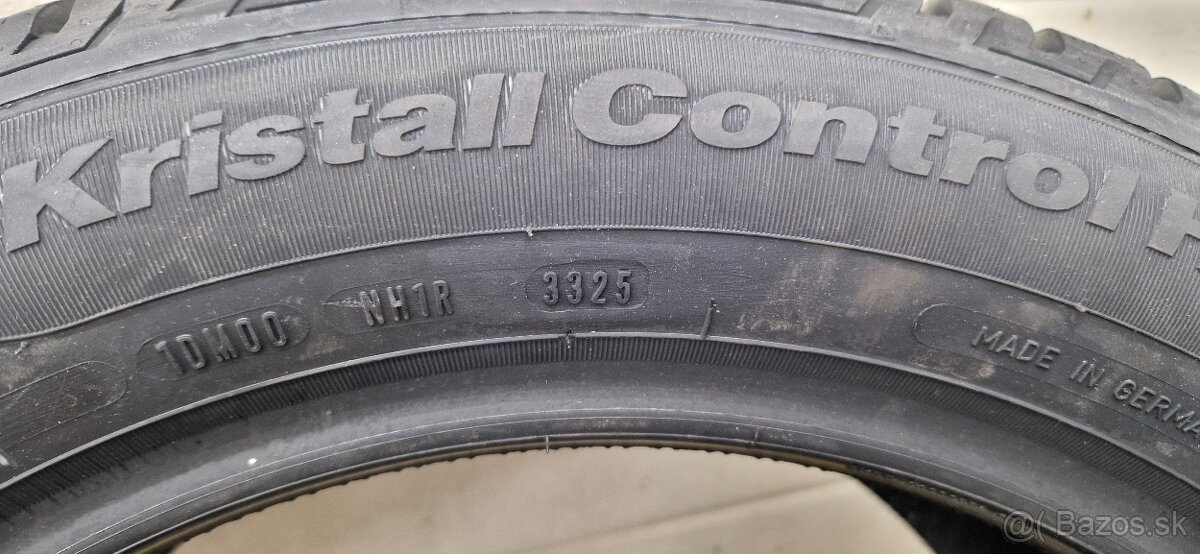 Kristall Control
1DM00 NH1R 3325
MADE IN GERMA
@( Bazos.sk